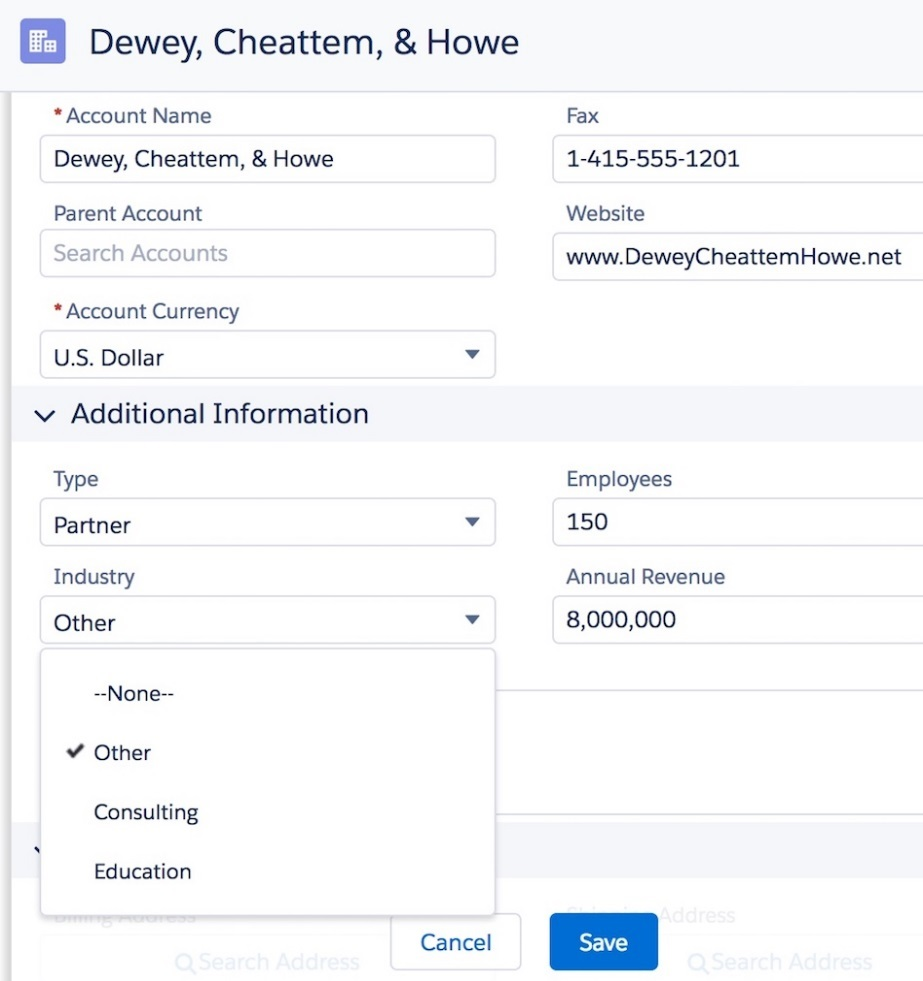 Dewey, Cheattem, & Howe
* Account Name
Dewey, Cheattem, & Howe
Fax
1-415-555-1201
Parent Account
Search Accounts
Website
www.DeweyCheattemHowe.net
* Account Currency
U.S. Dollar
Additional Information
Type
Partner
Employees
150
Industry
Other
Annual Revenue
8,000,000
--None--
Other
Consulting
Education
Billing Address
Shipping Address
Search Address
Cancel
Save
Search Address